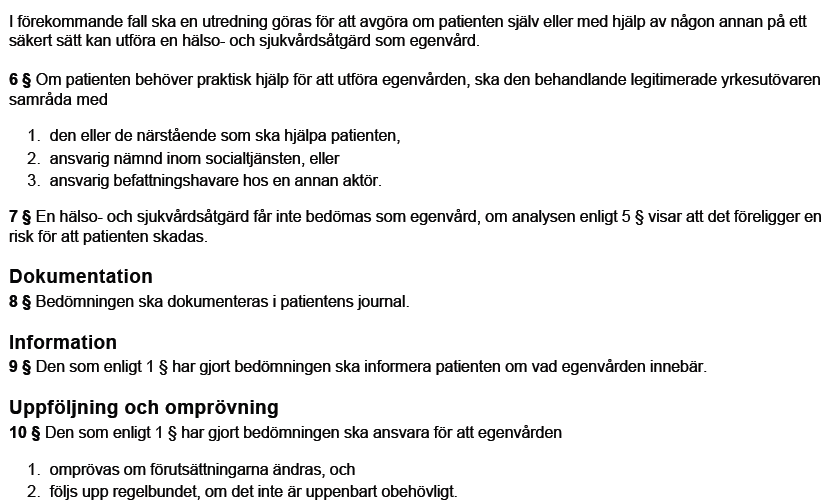 I förekommande fall ska en utredning göras för att avgöra om patienten själv eller med hjälp av någon annan på ett
säkert sätt kan utföra en hälso- och sjukvårdsåtgärd som egenvård.
6 § Om patienten behöver praktisk hjälp för att utföra egenvården, ska den behandlande legitimerade yrkesutövaren
samråda med
1. den eller de närstående som ska hjälpa patienten,
2. ansvarig nämnd inom socialtjänsten, eller
3. ansvarig befattningshavare hos en annan aktör.
7 § En hälso- och sjukvårdsåtgärd får inte bedömas som egenvård, om analysen enligt 5 § visar att det föreligger en
risk för att patienten skadas.
Dokumentation
8 § Bedömningen ska dokumenteras i patientens journal.
Information
9 § Den som enligt 1 § har gjort bedömningen ska informera patienten om vad egenvården innebär.
Uppföljning och omprövning
10 § Den som enligt 1 § har gjort bedömningen ska ansvara för att egenvården
1. omprövas om förutsättningarna ändras, och
2. följs upp regelbundet, om det inte är uppenbart obehövligt.